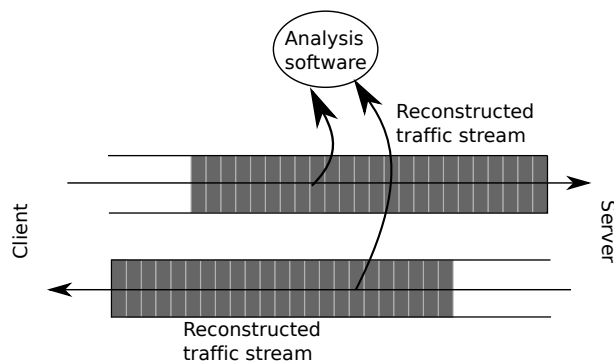 Analysis
software
Reconstructed
traffic stream
Client
Server
Reconstructed
traffic stream